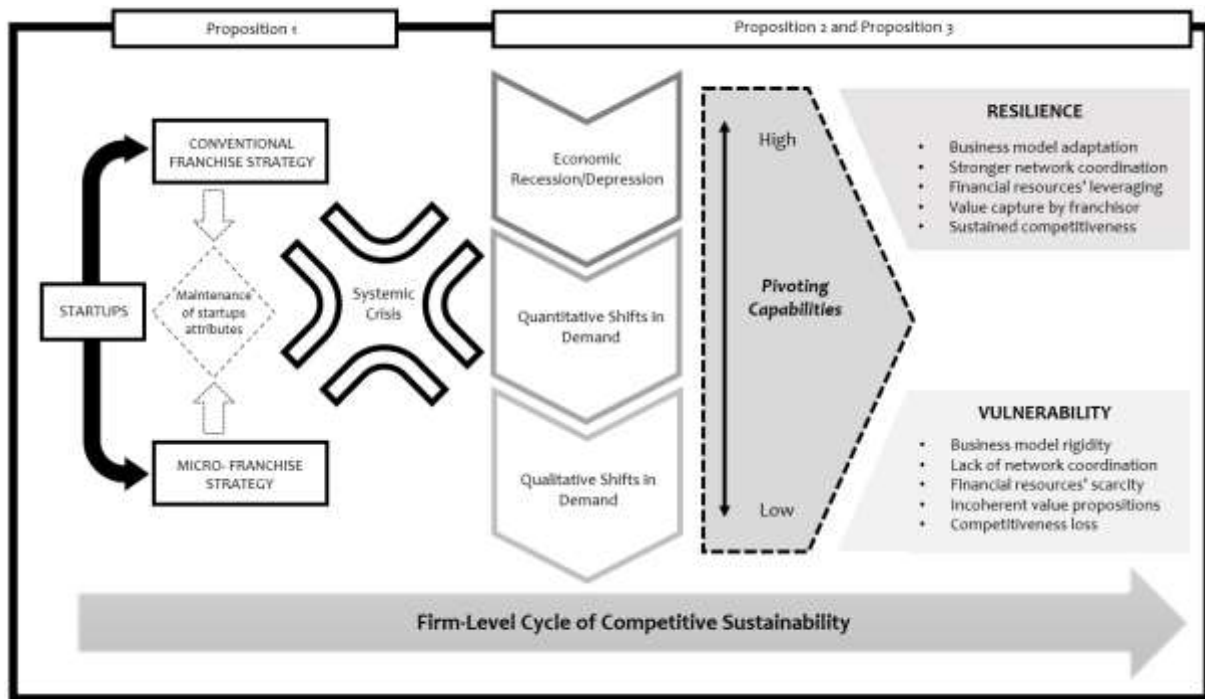 Proposition 1
Proposition 2 and Proposition 3
STARTUPS
CONVENTIONAL
FRANCHISE STRATEGY
Maintenance
of startups
attributes
MICRO- FRANCHISE
STRATEGY
Systemic
Crisis
Economic
Recession/Depression
Quantitative Shifts in
Demand
Qualitative Shifts in
Demand
High
Pivoting
Capabilities
Low
RESILIENCE
• Business model adaptation
• Stronger network coordination
• Financial resources' leveraging
• Value capture by franchisor
• Sustained competitiveness
VULNERABILITY
• Business model rigidity
• Lack of network coordination
• Financial resources' scarcity
• Incoherent value propositions
• Competitiveness loss
Firm-Level Cycle of Competitive Sustainability